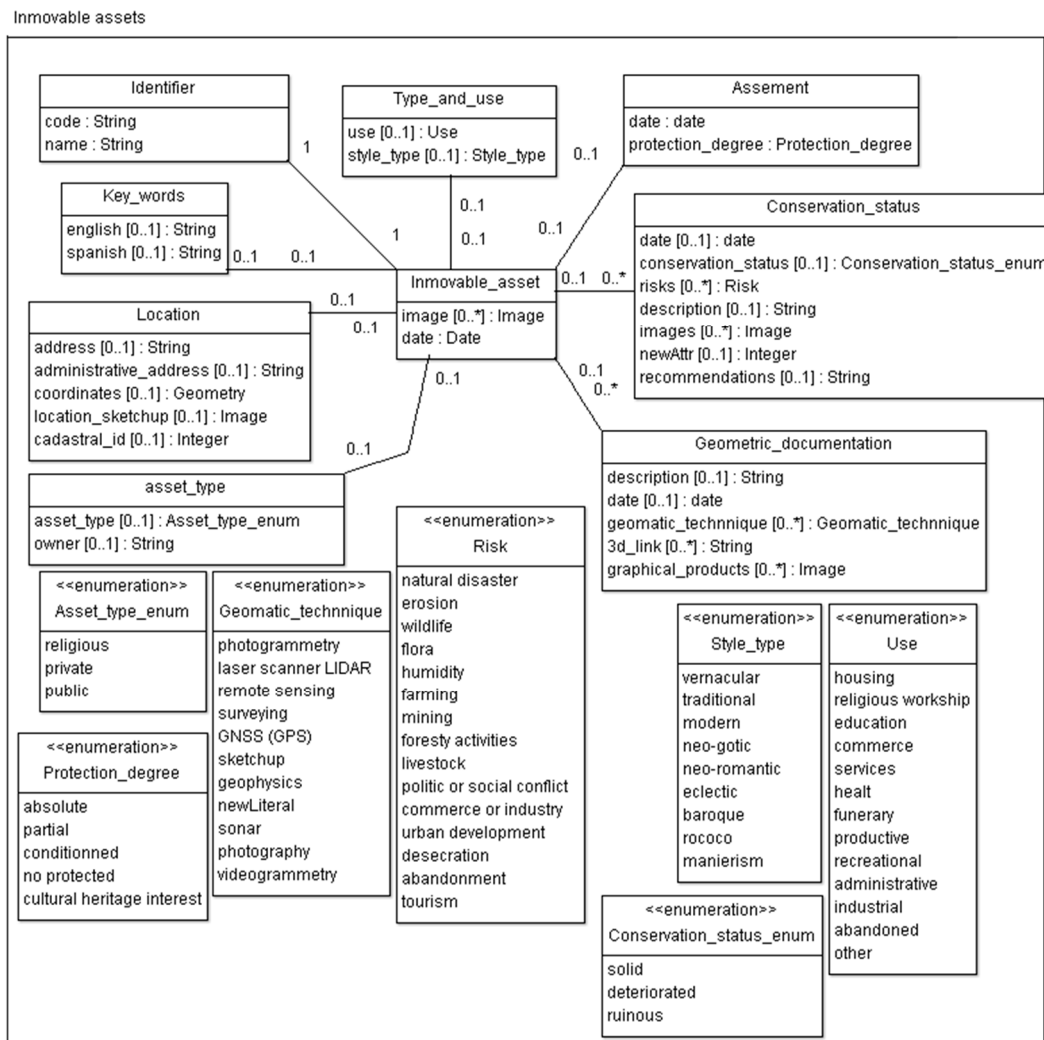 Inmovable assets
Identifier
code : String
name : String
1
Type_and_use
use [0..1] : Use
style_type [0..1] : Style_type
0..1
0..1
Assement
date : date
protection_degree : Protection_degree
0..1
0..1
Key_words
english [0..1] : String
spanish [0..1] : String
0..1
0..1
1
Conservation_status
date [0..1] : date
conservation_status [0..1] : Conservation_status_enum
risks [0..*] : Risk
description [0..1] : String
images [0..*] : Image
newAttr [0..1] : Integer
recommendations [0..1] : String
Inmovable_asset
image [0..*] : Image
date : Date
0..1
0..*
Location
address [0..1] : String
administrative_address [0..1] : String
coordinates [0..1] : Geometry
location_sketchup [0..1] : Image
cadastral_id [0..1] : Integer
0..1
0..1
0..1
0..1
0..1
0..*
Geometric_documentation
description [0..1] : String
date [0..1] : date
geomatic_technnique [0..*] : Geomatic_technnique
3d_link [0..*] : String
graphical_products [0..*] : Image
asset_type
asset_type [0..1] : Asset_type_enum
owner [0..1] : String
<<enumeration>>
Asset_type_enum
religious
private
public
<<enumeration>>
Geomatic_technnique
photogrammetry
laser scanner LIDAR
remote sensing
surveying
GNSS (GPS)
sketchup
geophysics
newLiteral
sonar
photography
videogrammetry
<<enumeration>>
Risk
natural disaster
erosion
wildlife
flora
humidity
farming
mining
foresty activities
livestock
politic or social conflict
commerce or industry
urban development
desecration
abandonment
tourism
<<enumeration>>
Style_type
vernacular
traditional
modern
neo-gotic
neo-romantic
eclectic
baroque
rococo
manierism
<<enumeration>>
Use
housing
religious workship
education
commerce
services
healt
funerary
productive
recreational
administrative
industrial
abandoned
other
<<enumeration>>
Protection_degree
absolute
partial
conditionned
no protected
cultural heritage interest
<<enumeration>>
Conservation_status_enum
solid
deteriorated
ruinous